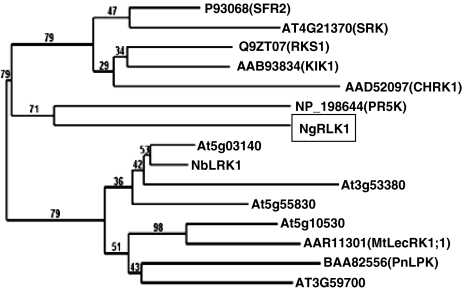 P93068(SFR2)
47
AT4G21370(SRK)
79
Q9ZT07(RKS1)
34
AAB93834(KIK1)
29
79
AAD52097(CHRK1)
NP_198644(PR5K)
71
NgRLK1
At5g03140
53
NbLRK1
42
36
At3g53380
At5g55830
79
At5g10530
98
AAR11301(MtLecRK1;1)
51
BAA82556(PnLPK)
43
AT3G59700